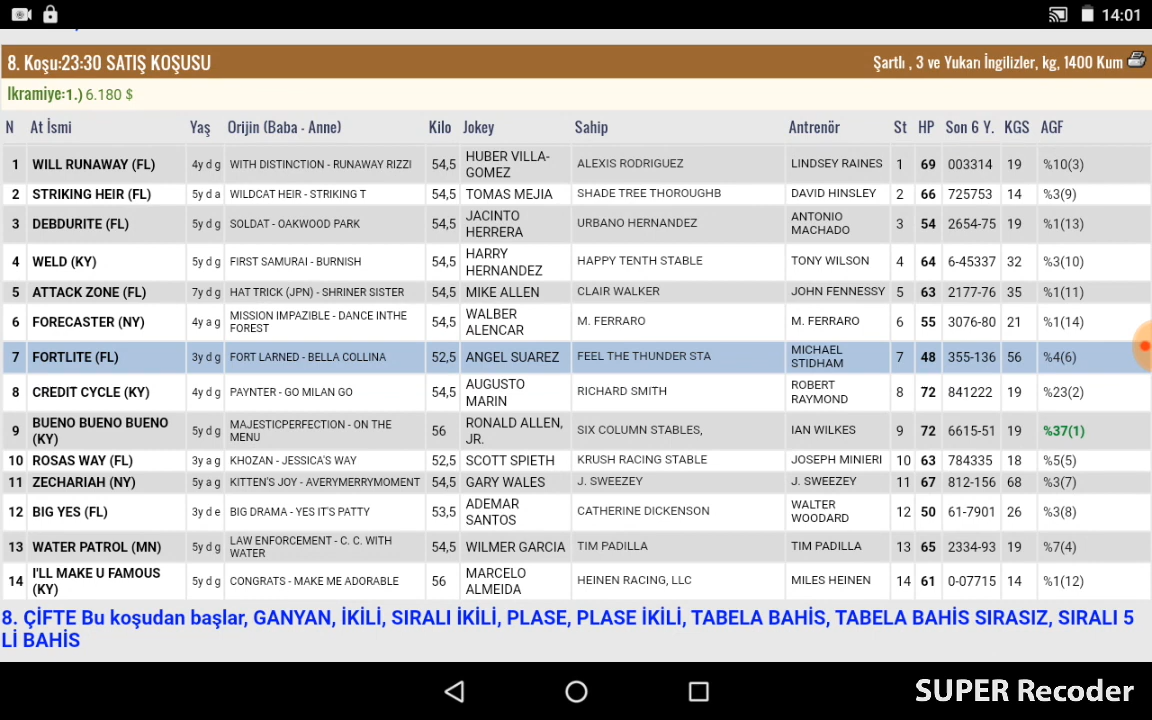 14:01
8. Koşu:23:30 SATIŞ KOŞUSU Şartlı , 3 ve Yukarı İngilizler, kg, 1400 Kum
İkramiye:1.) 6.180 $
N At İsmi Yaş Orijin (Baba - Anne) Kilo Jokey Sahip Antrenör St HP Son 6 Y. KGS AGF
1 WILL RUNAWAY (FL) 4y d g WITH DISTINCTION - RUNAWAY RIZZI 54,5 HUBER VILLA-GOMEZ ALEXIS RODRIGUEZ LINDSEY RAINES 1 69 003314 19 %10(3)
2 STRIKING HEIR (FL) 5y d a WILDCAT HEIR - STRIKING T 54,5 TOMAS MEJIA SHADE TREE THOROUGHB DAVID HINSLEY 2 66 725753 14 %3(9)
3 DEBDURITE (FL) 5y d g SOLDAT - OAKWOOD PARK 54,5 JACINTO HERRERA URBANO HERNANDEZ ANTONIO MACHADO 3 54 2654-75 19 %1(13)
4 WELD (KY) 5y d g FIRST SAMURAI - BURNISH 54,5 HARRY HERNANDEZ HAPPY TENTH STABLE TONY WILSON 4 64 6-45337 32 %3(10)
5 ATTACK ZONE (FL) 7y d g HAT TRICK (JPN) - SHRINER SISTER 54,5 MIKE ALLEN CLAIR WALKER JOHN FENNESSY 5 63 2177-76 35 %1(11)
6 FORECASTER (NY) 4y a g MISSION IMPAZIBLE - DANCE INTHE FOREST 54,5 WALBER ALENCAR M. FERRARO M. FERRARO 6 55 3076-80 21 %1(14)
7 FORTLITE (FL) 3y d g FORT LARNED - BELLA COLLINA 52,5 ANGEL SUAREZ FEEL THE THUNDER STA MICHAEL STIDHAM 7 48 355-136 56 %4(6)
8 CREDIT CYCLE (KY) 4y d g PAYNTER - GO MILAN GO 54,5 AUGUSTO MARIN RICHARD SMITH ROBERT RAYMOND 8 72 841222 19 %23(2)
9 BUENO BUENO BUENO (KY) 5y d g MAJESTICPERFECTION - ON THE MENU 56 RONALD ALLEN, JR. SIX COLUMN STABLES, IAN WILKES 9 72 6615-51 19 %37(1)
10 ROSAS WAY (FL) 3y a g KHOZAN - JESSICA'S WAY 52,5 SCOTT SPIETH KRUSH RACING STABLE JOSEPH MINIERI 10 63 784335 18 %5(5)
11 ZECHARIAH (NY) 5y a g KITTEN'S JOY - AVERYMERRYMOMENT 54,5 GARY WALES J. SWEEZEY J. SWEEZEY 11 67 812-156 68 %3(7)
12 BIG YES (FL) 3y d e BIG DRAMA - YES IT'S PATTY 53,5 ADEMAR SANTOS CATHERINE DICKENSON WALTER WOODARD 12 50 61-7901 26 %3(8)
13 WATER PATROL (MN) 5y d g LAW ENFORCEMENT - C. C. WITH WATER 54,5 WILMER GARCIA TIM PADILLA TIM PADILLA 13 65 2334-93 19 %7(4)
14 I'LL MAKE U FAMOUS (KY) 5y d g CONGRATS - MAKE ME ADORABLE 56 MARCELO ALMEIDA HEINEN RACING, LLC MILES HEINEN 14 61 0-07715 14 %1(12)
8. ÇİFTE Bu koşudan başlar, GANYAN, İKİLİ, SIRALI İKİLİ, PLASE, PLASE İKİLİ, TABELA BAHİS, TABELA BAHİS SIRASIZ, SIRALI 5
Lİ BAHİS
SUPER Recoder